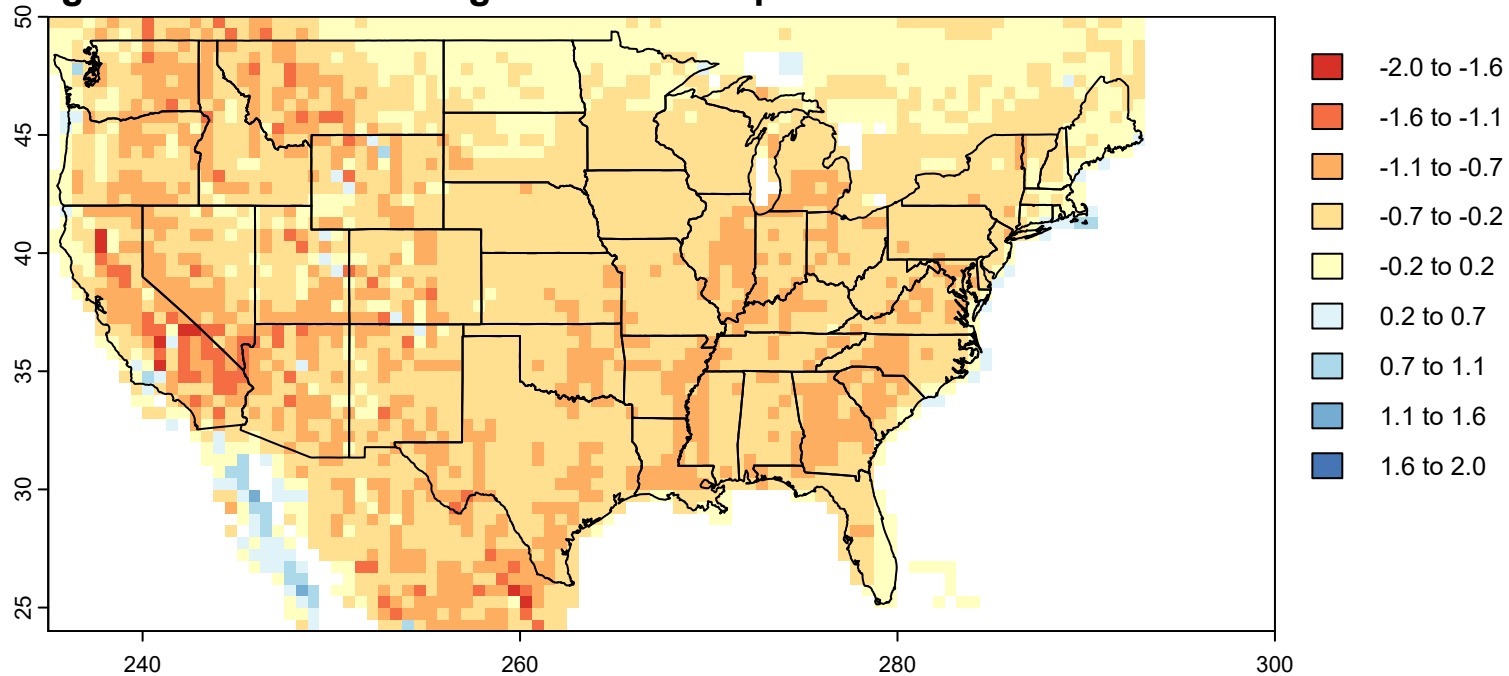 50
45
40
35
30
25
240
260
280
300
-2.0 to -1.6
-1.6 to -1.1
-1.1 to -0.7
-0.7 to -0.2
-0.2 to 0.2
0.2 to 0.7
0.7 to 1.1
1.1 to 1.6
1.6 to 2.0